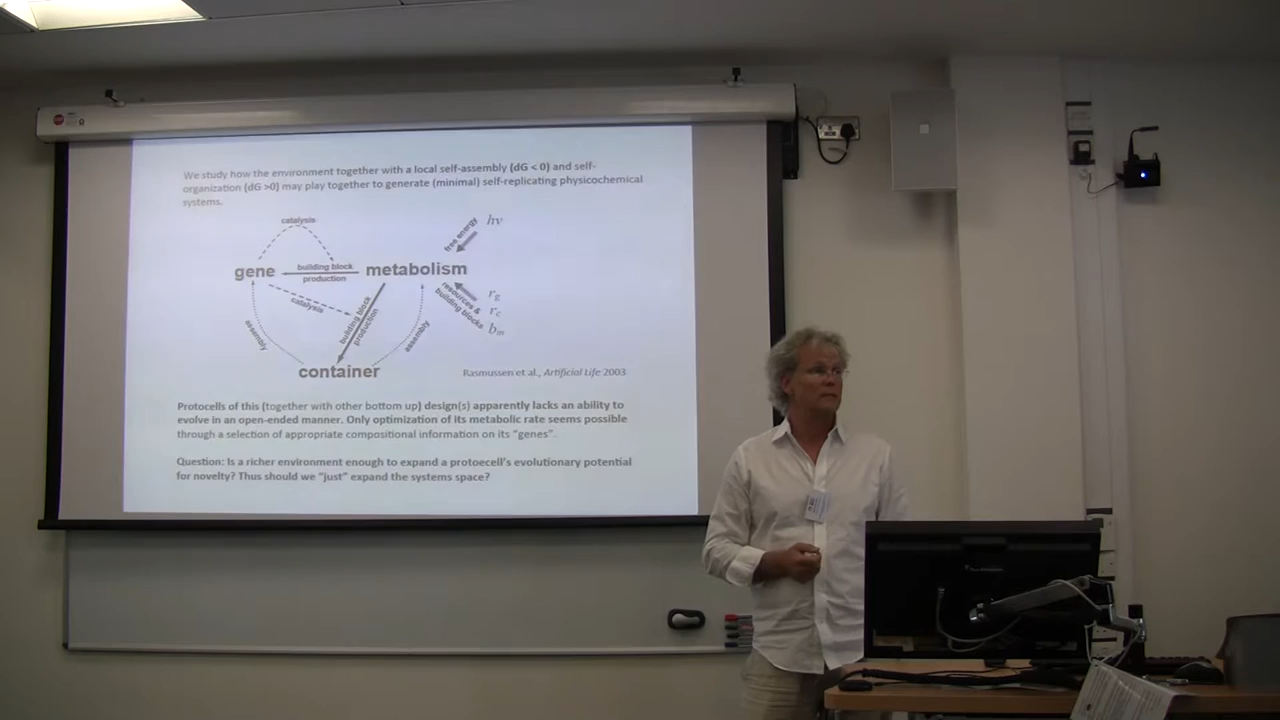 We study how the environment together with a local self-assembly (dG < 0) and self-
organization (dG >0) may play together to generate (minimal) self-replicating physicochemical
systems.
catalysis
hv
free energy
gene
building block
production
metabolism
catalysis
building block
production
resources &
building blocks
r_g
r_c
b_m
assembly
assembly
container
Rasmussen et al., Artificial Life 2003
Protocells of this (together with other bottom up) design(s) apparently lacks an ability to
evolve in an open-ended manner. Only optimization of its metabolic rate seems possible
through a selection of appropriate compositional information on its “genes”.
Question: Is a richer environment enough to expand a protoecell’s evolutionary potential
for novelty? Thus should we “just” expand the systems space?